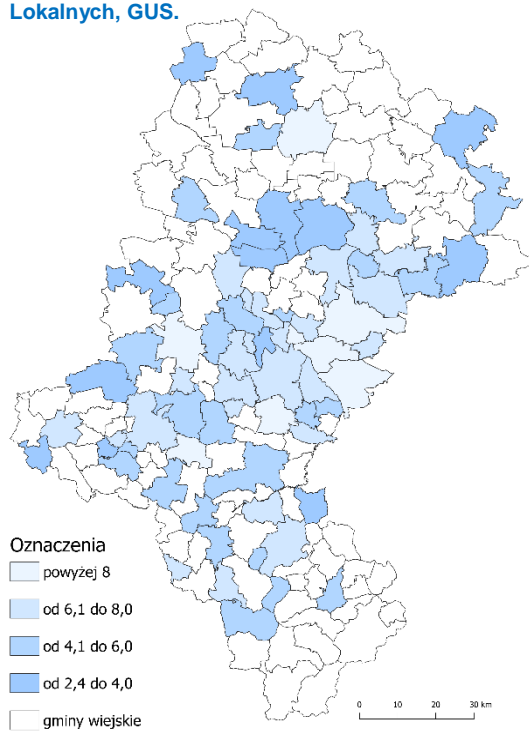 Lokalnych, GUS.
Oznaczenia
powyżej 8
od 6,1 do 8,0
od 4,1 do 6,0
od 2,4 do 4,0
gminy wiejskie
0 10 20 30 km